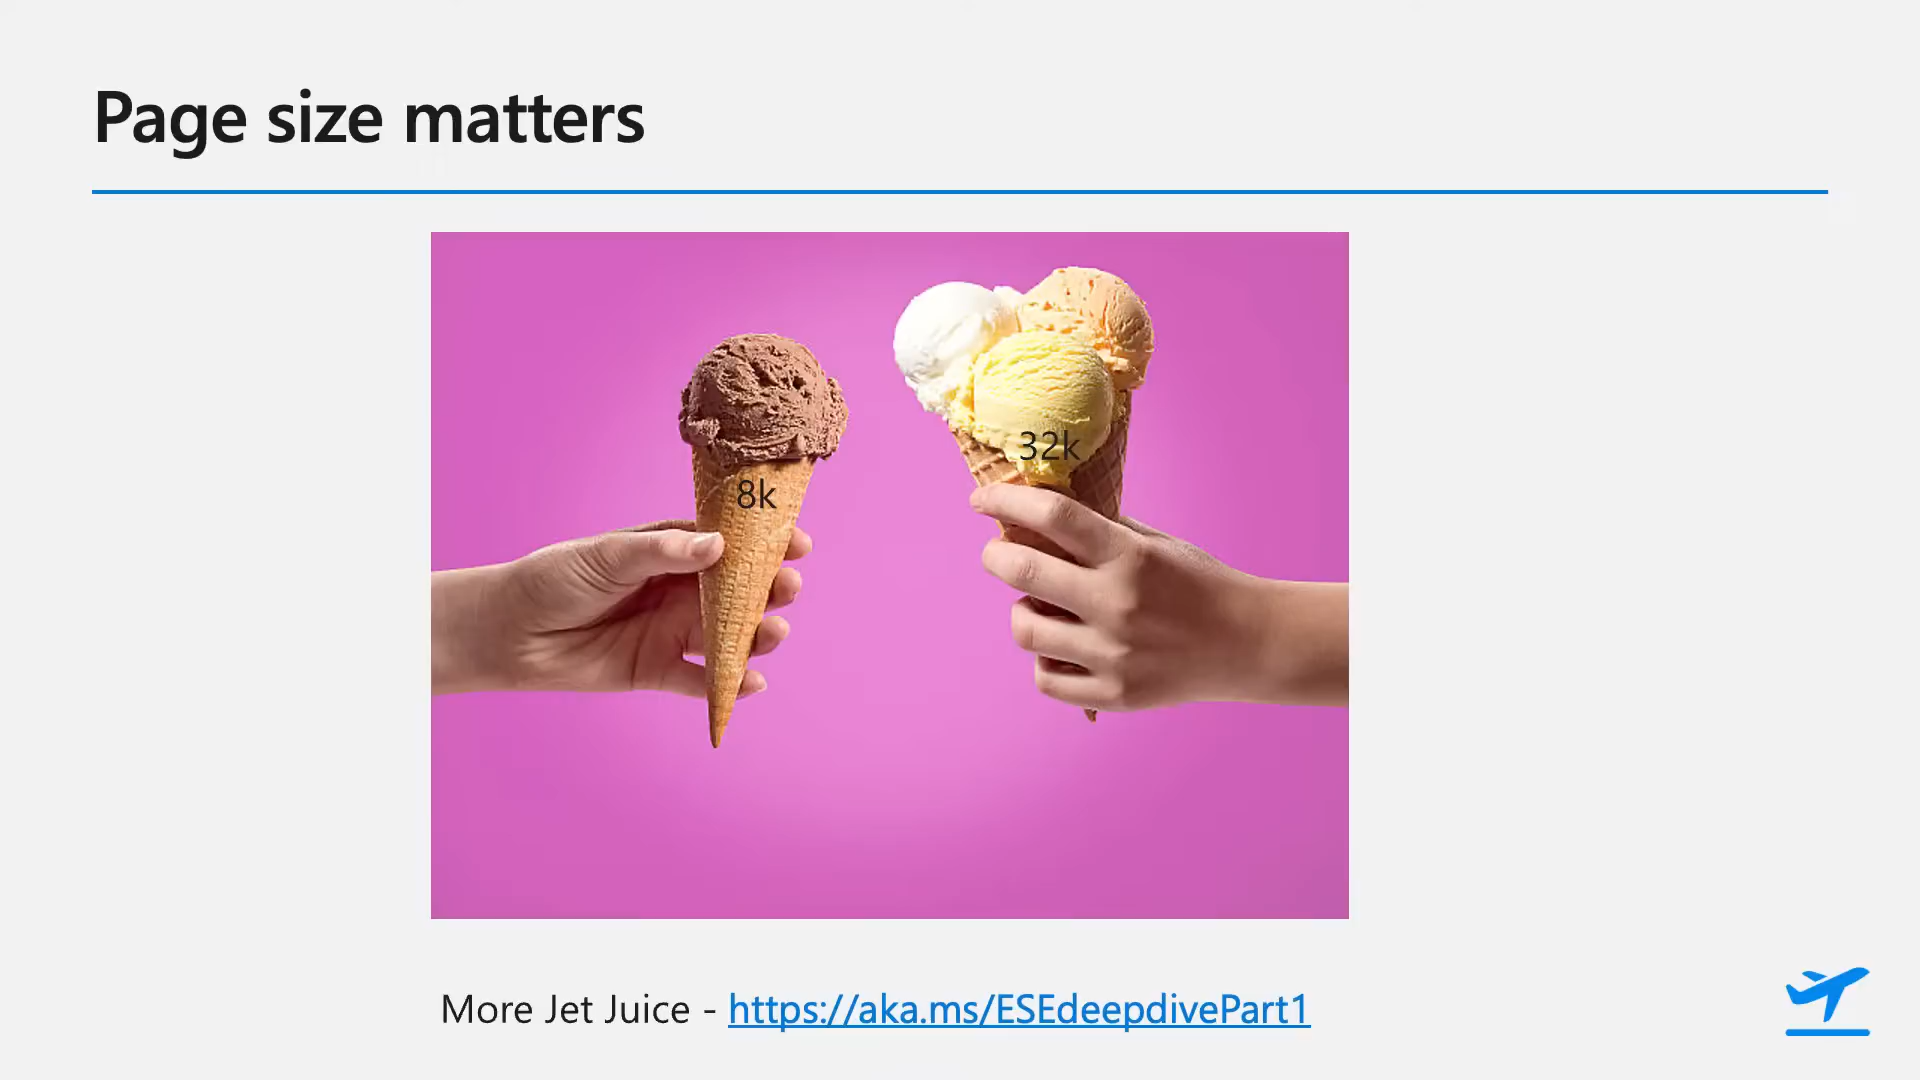 Page size matters
32k
8k
More Jet Juice - https://aka.ms/ESEdeepdivePart1